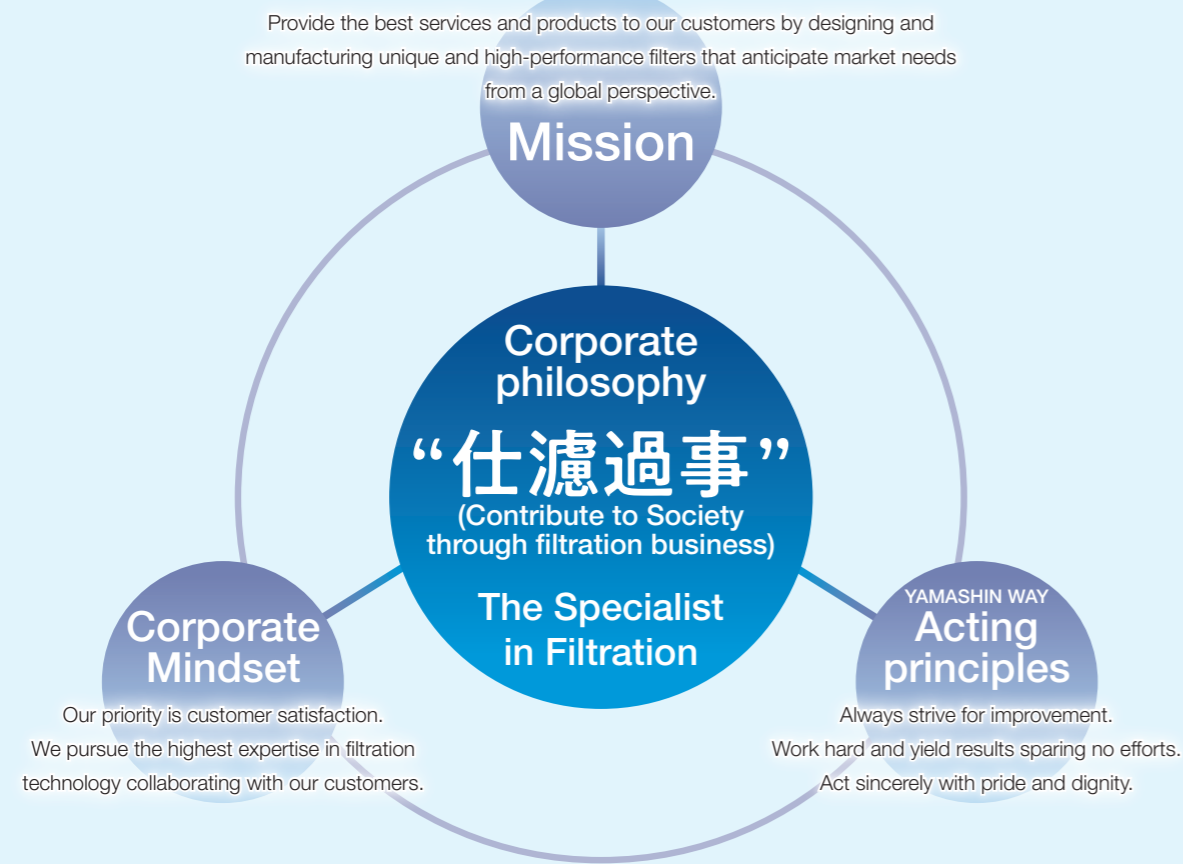 Provide the best services and products to our customers by designing and
manufacturing unique and high-performance filters that anticipate market needs
from a global perspective.
Mission
Corporate
philosophy
“仕濾過事”
(Contribute to Society
through filtration business)
The Specialist
in Filtration
Corporate
Mindset
Our priority is customer satisfaction.
We pursue the highest expertise in filtration
technology collaborating with our customers.
YAMASHIN WAY
Acting
principles
Always strive for improvement.
Work hard and yield results sparing no efforts.
Act sincerely with pride and dignity.